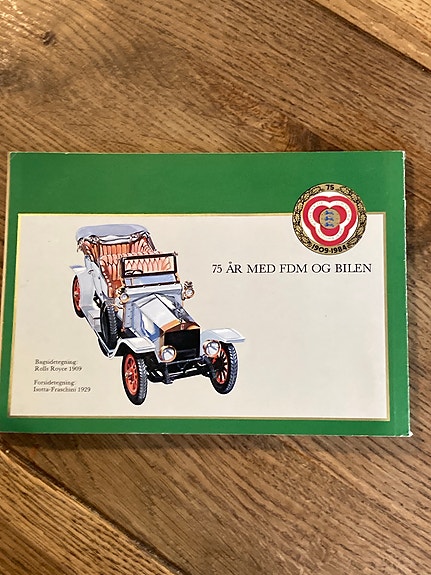 75
1909-1984
75 ÅR MED FDM OG BILEN
Bagsidetegning:
Rolls Royce 1909
Forsidetegning:
Isotta-Fraschini 1929